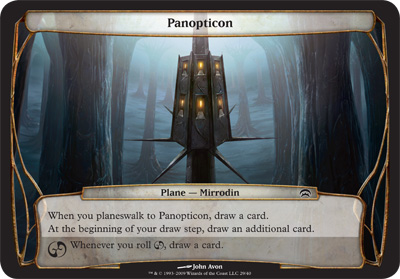 Panopticon
Plane — Mirrodin
When you planeswalk to Panopticon, draw a card.
At the beginning of your draw step, draw an additional card.
Whenever you roll , draw a card.
John Avon
™ & © 1993-2009 Wizards of the Coast LLC 29/40